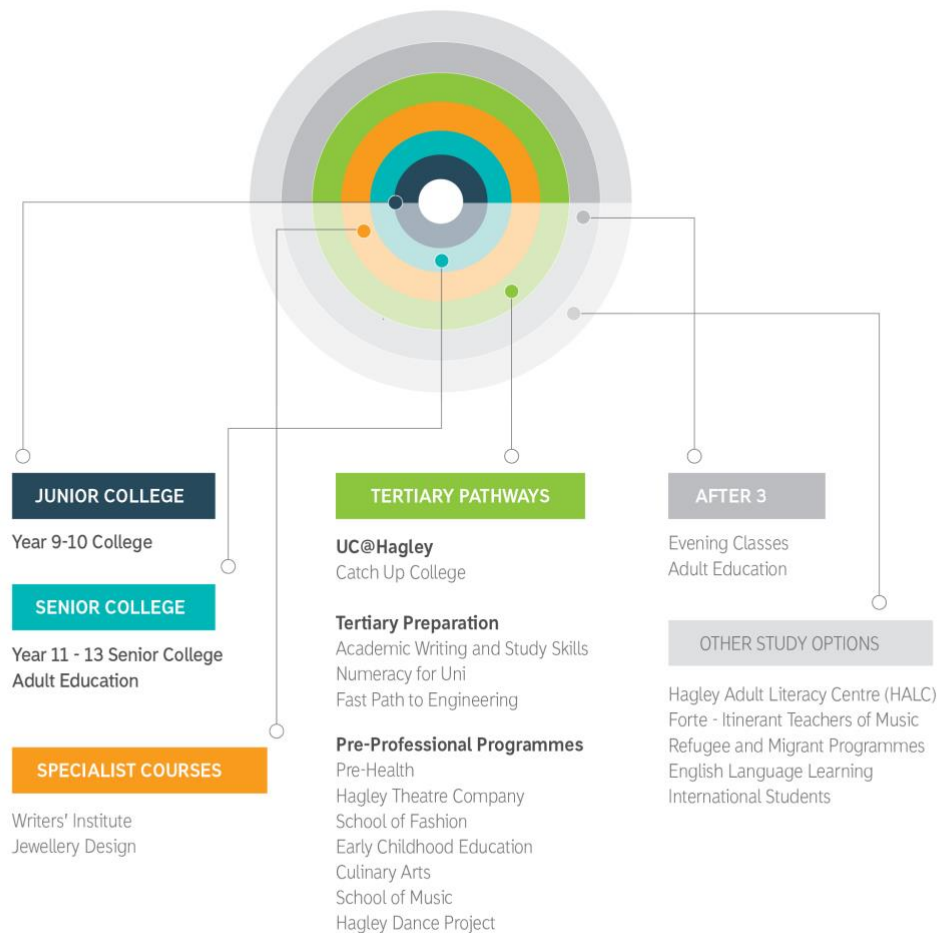 JUNIOR COLLEGE
Year 9-10 College
SENIOR COLLEGE
Year 11 - 13 Senior College
Adult Education
SPECIALIST COURSES
Writers' Institute
Jewellery Design
TERTIARY PATHWAYS
UC@Hagley
Catch Up College
Tertiary Preparation
Academic Writing and Study Skills
Numeracy for Uni
Fast Path to Engineering
Pre-Professional Programmes
Pre-Health
Hagley Theatre Company
School of Fashion
Early Childhood Education
Culinary Arts
School of Music
Hagley Dance Project
AFTER 3
Evening Classes
Adult Education
OTHER STUDY OPTIONS
Hagley Adult Literacy Centre (HALC)
Forte - Itinerant Teachers of Music
Refugee and Migrant Programmes
English Language Learning
International Students